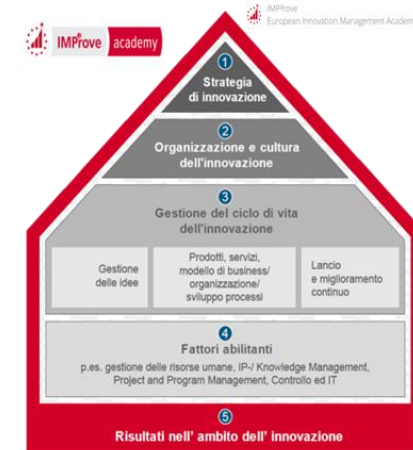 IMP³rove academy
IMP³rove
European Innovation Management Academy
1
Strategia
di innovazione
2
Organizzazione e cultura
dell'innovazione
3
Gestione del ciclo di vita
dell'innovazione
Gestione
delle idee
Prodotti, servizi,
modello di business/
organizzazione/
sviluppo processi
Lancio
e miglioramento
continuo
4
Fattori abilitanti
p.es. gestione delle risorse umane, IP-/ Knowledge Management,
Project and Program Management, Controllo ed IT
5
Risultati nell' ambito dell' innovazione